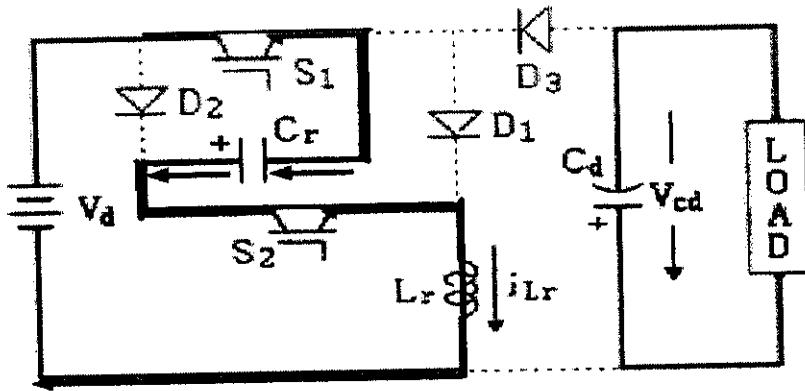 S1
D3
D2
+ Cr
D1
Cd
Vd
Vcd
+
LOAD
S2
Lr
iLr